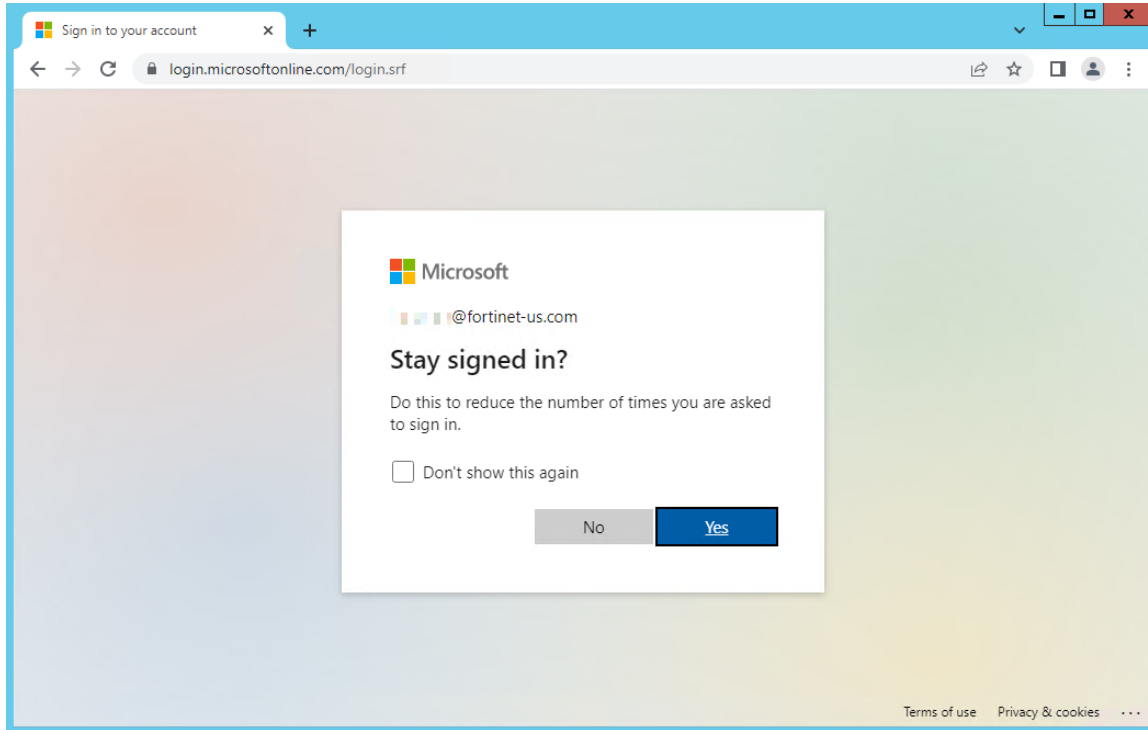 Sign in to your account
login.microsoftonline.com/login.srf
Microsoft
@fortinet-us.com
Stay signed in?
Do this to reduce the number of times you are asked
to sign in.
Don't show this again
No
Yes
Terms of use
Privacy & cookies